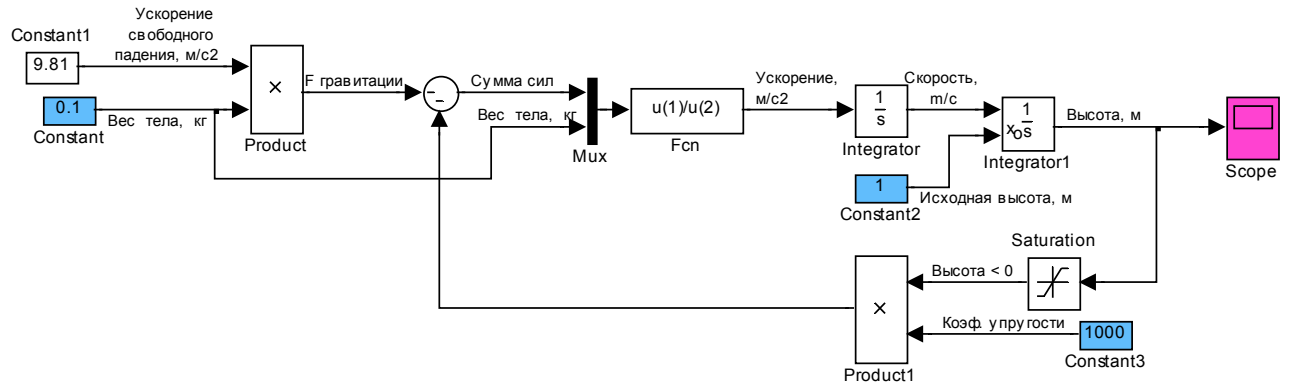 Ускорение
свободного
падения, м/с2
Constant1
9.81
0.1
Constant
Вес тела, кг
×
Product
F гравитации
Сумма сил
Вес тела, кг
Mux
u(1)/u(2)
Fcn
Ускорение,
м/с2
1
s
Integrator
Скорость,
m/c
1
xo s
Integrator1
Высота, м
Scope
1
Constant2
Исходная высота, м
Saturation
Высота < 0
×
Product1
Коэф. упругости
1000
Constant3